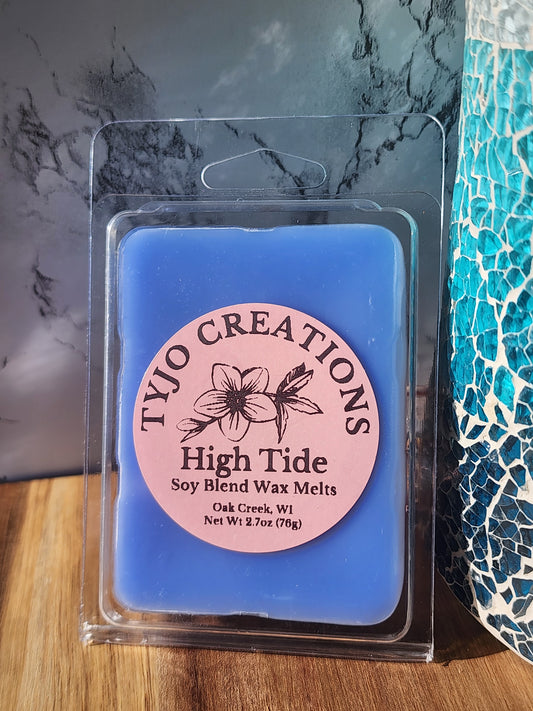 TYJO CREATIONS
High Tide
Soy Blend Wax Melts
Oak Creek, WI
Net Wt 2.7oz (76g)